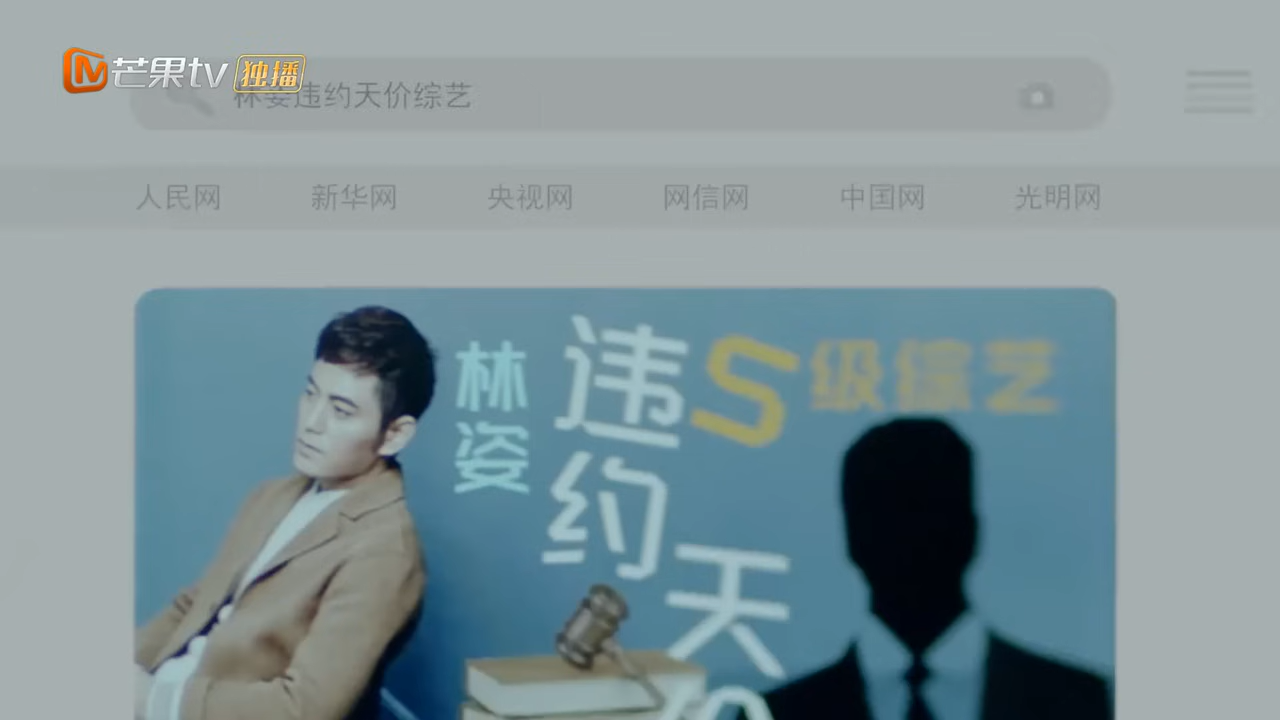 芒果tv 独播
林姿违约天价综艺
人民网 新华网 央视网 网信网 中国网 光明网
林姿
违约天
S级综艺